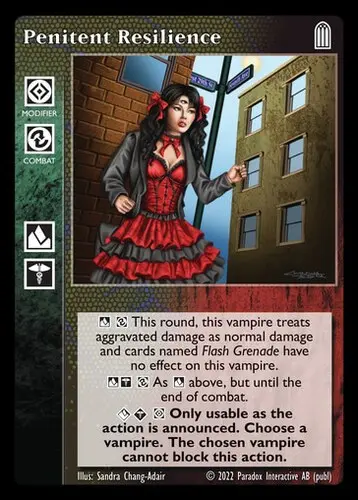 Penitent Resilience
MODIFIER
COMBAT
This round, this vampire treats
aggravated damage as normal damage
and cards named Flash Grenade have
no effect on this vampire.
As above, but until the
end of combat.
Only usable as the
action is announced. Choose a
vampire. The chosen vampire
cannot block this action.
Illus: Sandra Chang-Adair © 2022 Paradox Interactive AB (publ)